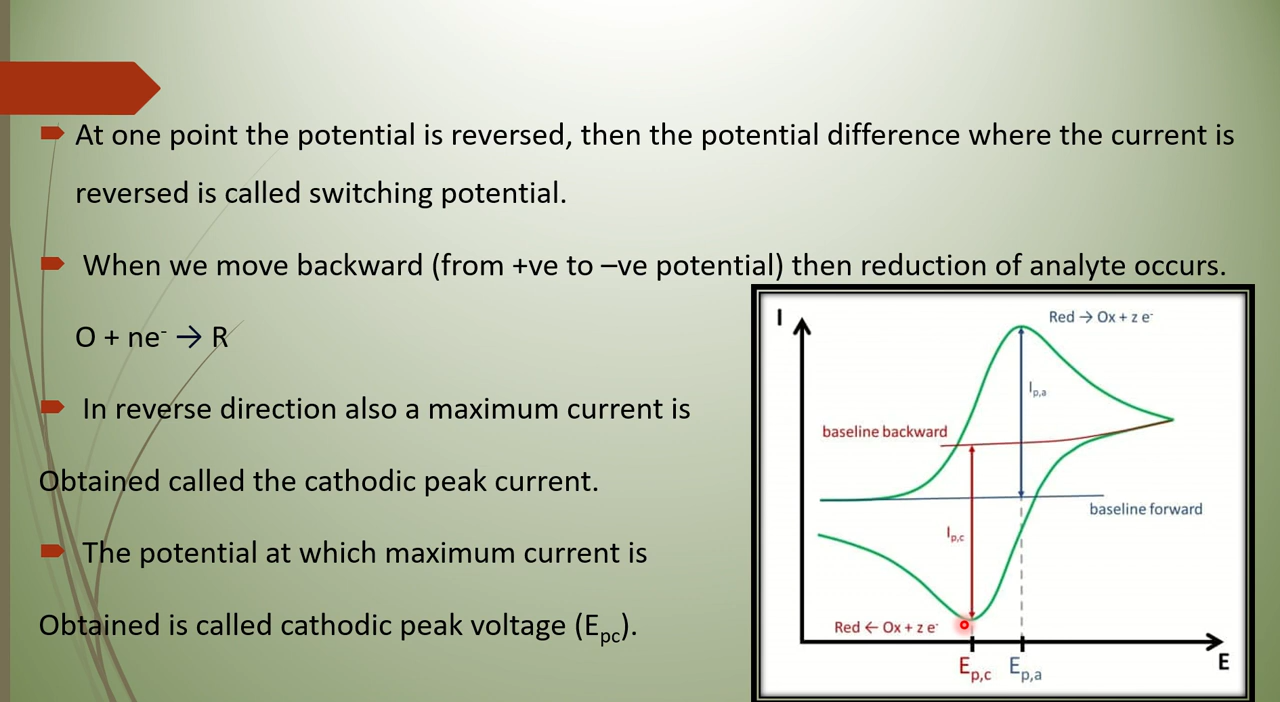 At one point the potential is reversed, then the potential difference where the current is
reversed is called switching potential.
When we move backward (from +ve to –ve potential) then reduction of analyte occurs.
O + ne⁻ → R
In reverse direction also a maximum current is
Obtained called the cathodic peak current.
The potential at which maximum current is
Obtained is called cathodic peak voltage (Epc).
I
Red → Ox + z e⁻
Ip,a
baseline backward
baseline forward
Ip,c
Red ← Ox + z e⁻
Ep,c
Ep,a
E